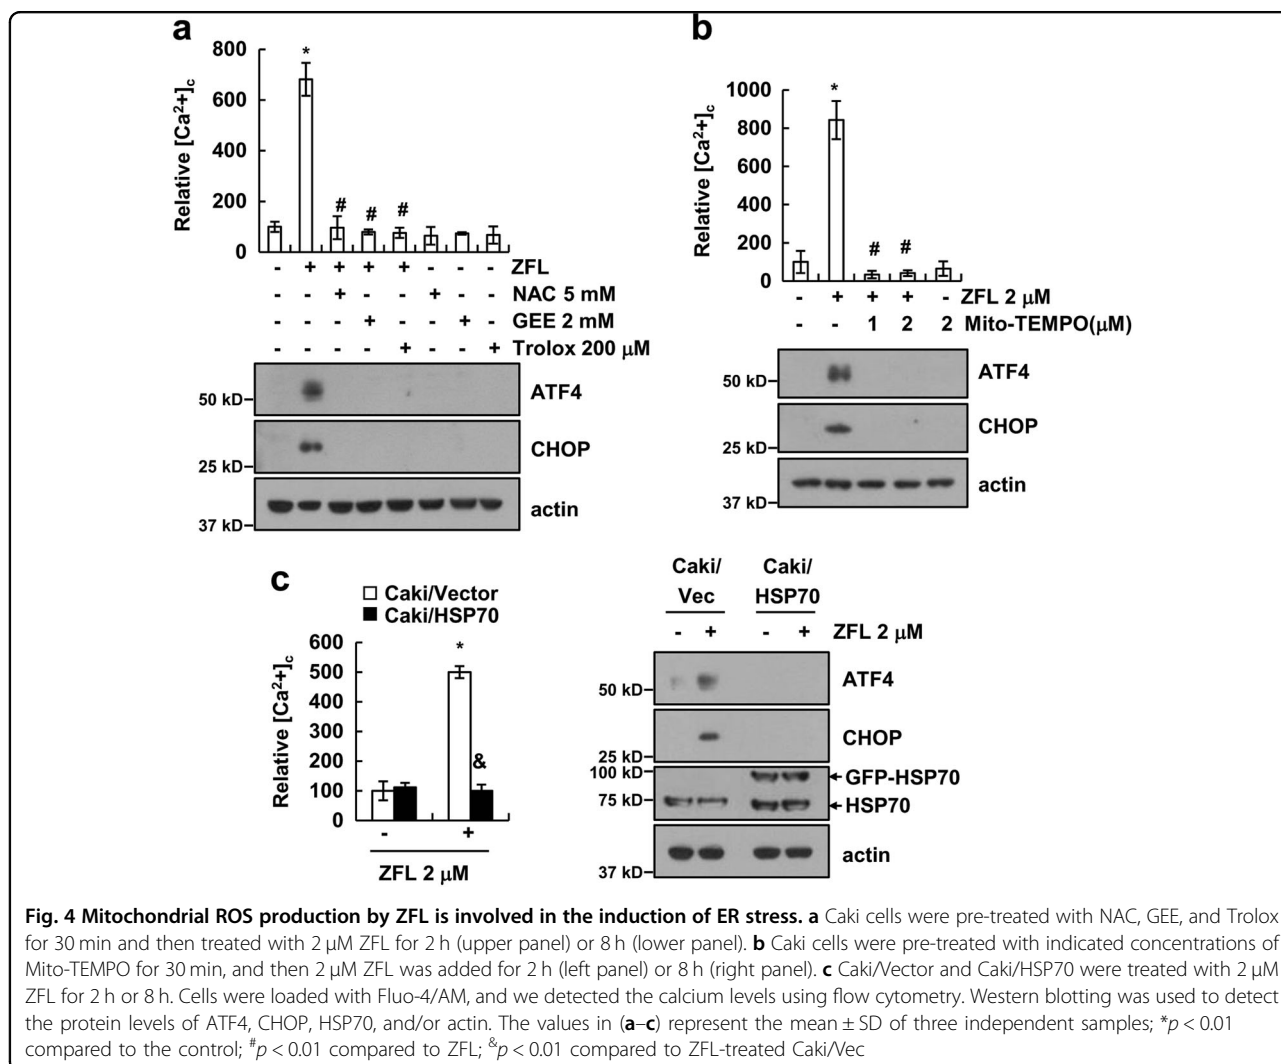 a
Relative [Ca2+]c
800
600
400
200
0
*
#
#
#
- + + + + - - - ZFL
- - + - - + - - NAC 5 mM
- - - + - - + - GEE 2 mM
- - - - + - - + Trolox 200 μM
50 kD
ATF4
25 kD
CHOP
37 kD
actin
b
Relative [Ca2+]c
1000
800
600
400
200
0
*
#
#
- + + + - ZFL 2 μM
- - 1 2 2 Mito-TEMPO(μM)
50 kD
ATF4
25 kD
CHOP
37 kD
actin
c
Caki/Vector
Caki/HSP70
Relative [Ca2+]c
600
500
400
300
200
100
0
*
&
- +
ZFL 2 μM
Caki/ Caki/
Vec HSP70
- + - + ZFL 2 μM
50 kD
ATF4
25 kD
CHOP
100 kD
GFP-HSP70
75 kD
HSP70
37 kD
actin
Fig. 4 Mitochondrial ROS production by ZFL is involved in the induction of ER stress. a Caki cells were pre-treated with NAC, GEE, and Trolox
for 30 min and then treated with 2 μM ZFL for 2 h (upper panel) or 8 h (lower panel). b Caki cells were pre-treated with indicated concentrations of
Mito-TEMPO for 30 min, and then 2 μM ZFL was added for 2 h (left panel) or 8 h (right panel). c Caki/Vector and Caki/HSP70 were treated with 2 μM
ZFL for 2 h or 8 h. Cells were loaded with Fluo-4/AM, and we detected the calcium levels using flow cytometry. Western blotting was used to detect
the protein levels of ATF4, CHOP, HSP70, and/or actin. The values in (a–c) represent the mean ± SD of three independent samples; *p < 0.01
compared to the control; #p < 0.01 compared to ZFL; &p < 0.01 compared to ZFL-treated Caki/Vec